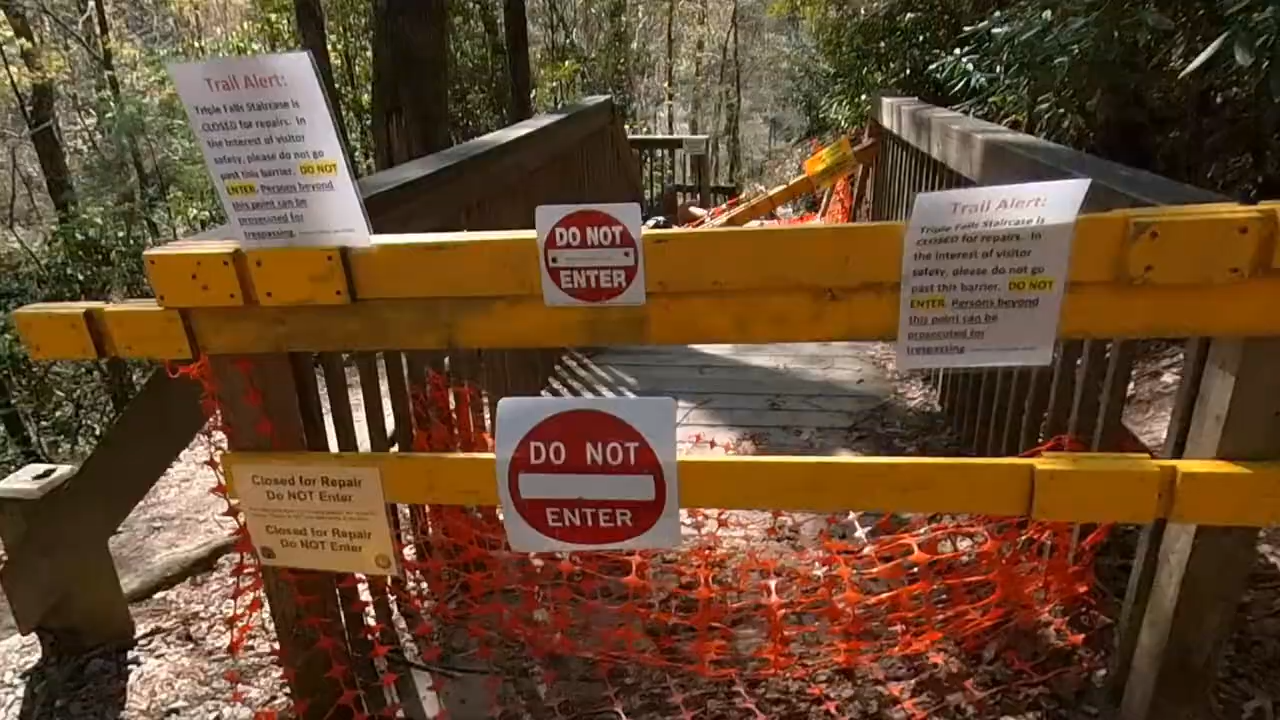 Trail Alert:
Triple Falls Staircase is
CLOSED for repairs. In
the interest of visitor
safety, please do not go
past this barrier. DO NOT
ENTER. Persons beyond
this point can be
prosecuted for
trespassing.
DO NOT
ENTER
Trail Alert:
Triple Falls Staircase is
CLOSED for repairs. In
the interest of visitor
safety, please do not go
past this barrier. DO NOT
ENTER. Persons beyond
this point can be
prosecuted for
trespassing.
DO NOT
ENTER
Closed for Repair
Do NOT Enter
Closed for Repair
Do NOT Enter